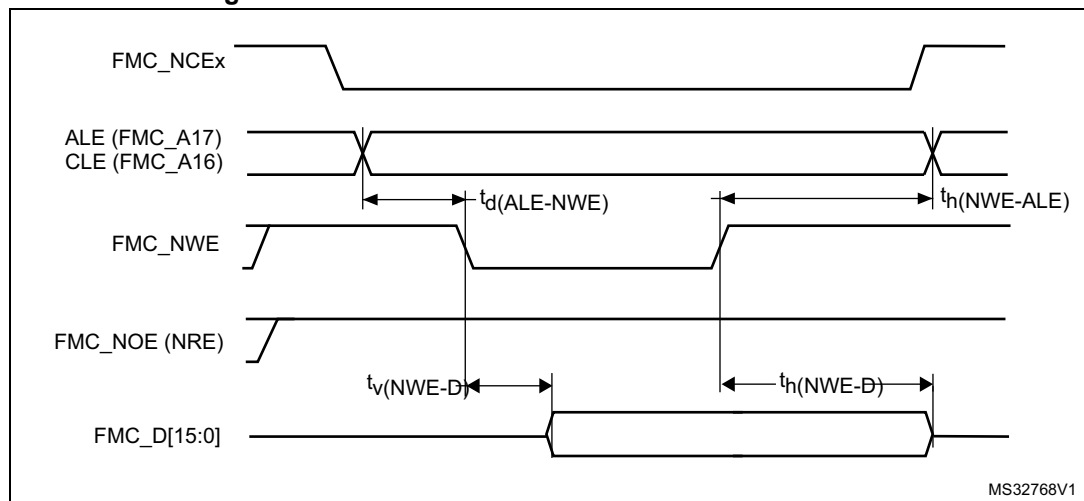 FMC_NCEx
ALE (FMC_A17)
CLE (FMC_A16)
td(ALE-NWE)
th(NWE-ALE)
FMC_NWE
FMC_NOE (NRE)
tv(NWE-D)
th(NWE-D)
FMC_D[15:0]
MS32768V1